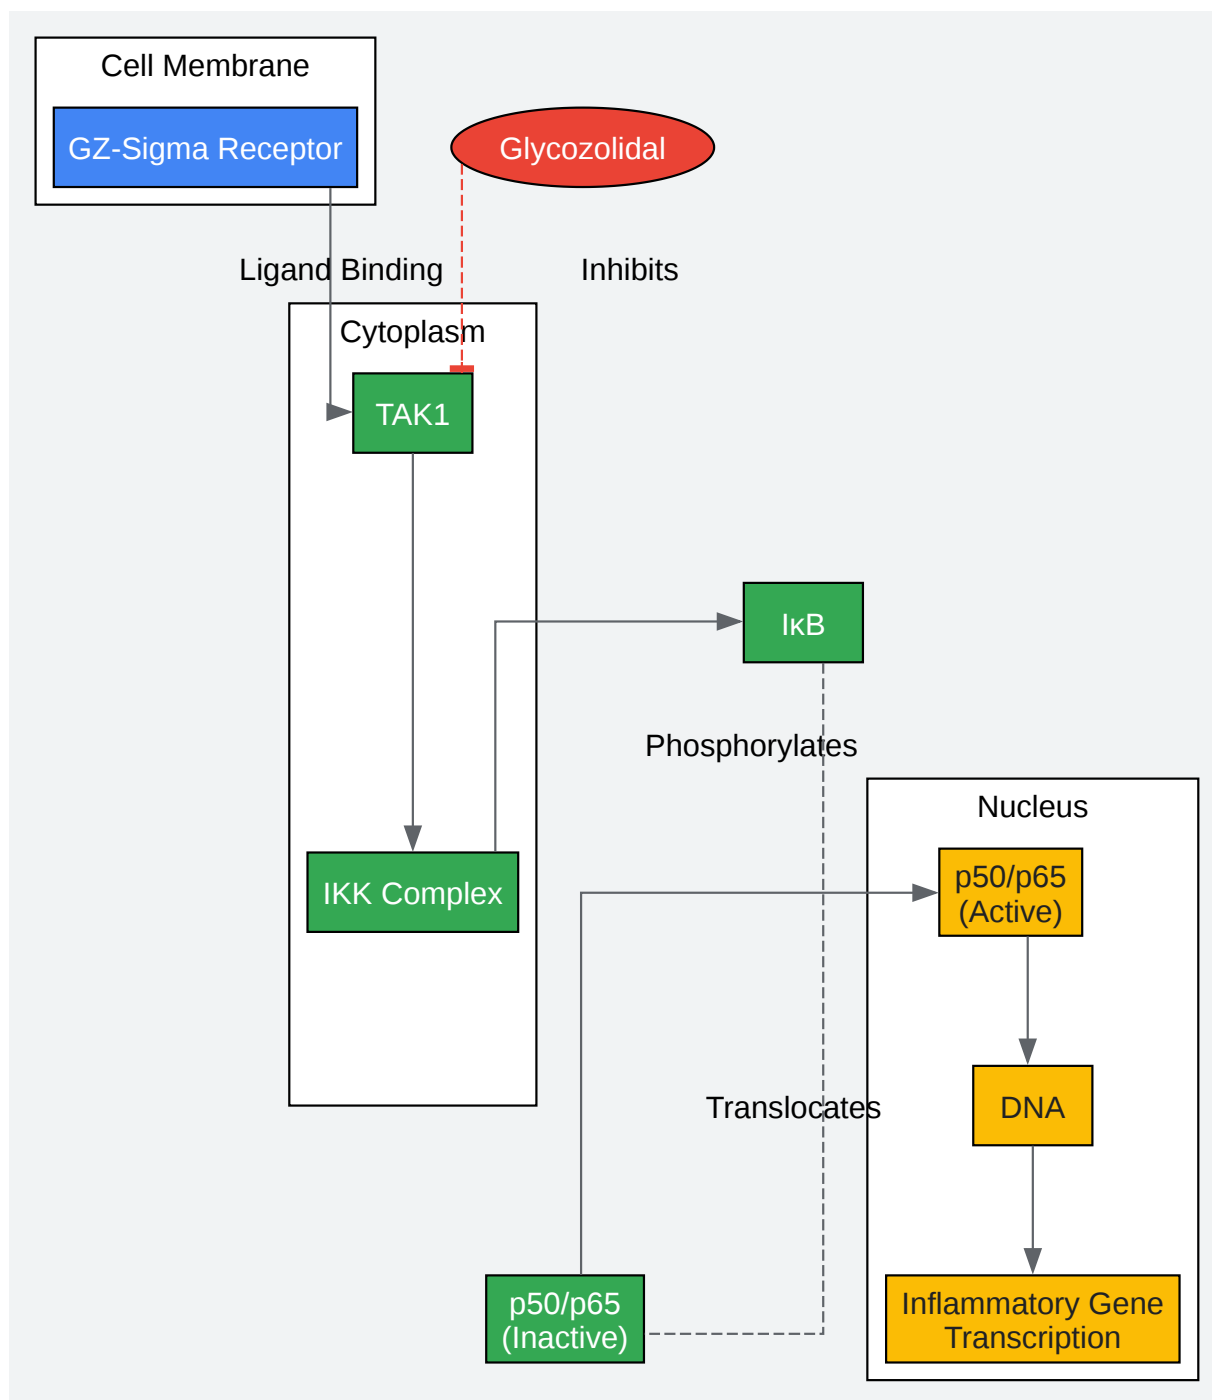 Cell Membrane
GZ-Sigma Receptor
Glycozolidal
Ligand Binding
Inhibits
Cytoplasm
TAK1
IκB
Phosphorylates
Nucleus
p50/p65
(Active)
IKK Complex
Translocates
DNA
p50/p65
(Inactive)
Inflammatory Gene
Transcription